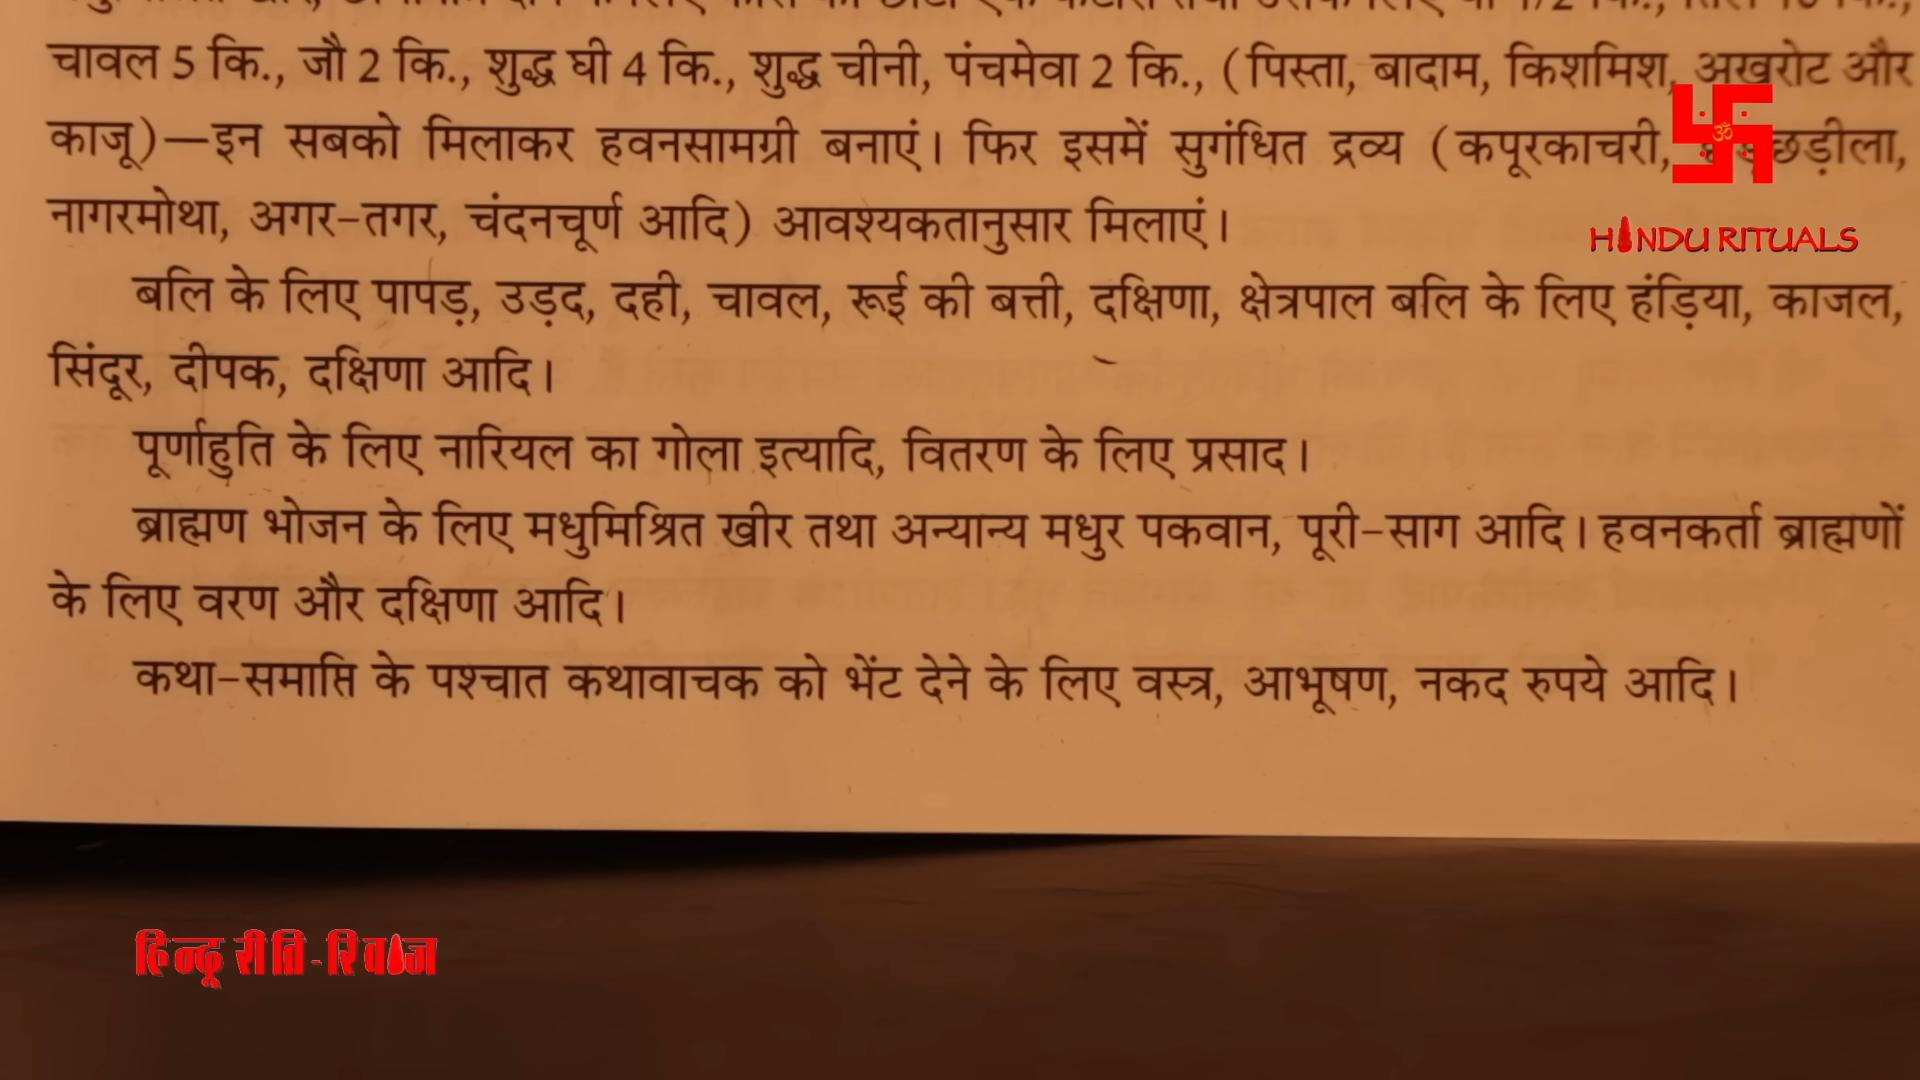 चावल 5 कि., जौ 2 कि., शुद्ध घी 4 कि., शुद्ध चीनी, पंचमेवा 2 कि., (पिस्ता, बादाम, किशमिश, अखरोट और
काजू)—इन सबको मिलाकर हवनसामग्री बनाएं। फिर इसमें सुगंधित द्रव्य (कपूरकाचरी, छड़ीला,
नागरमोथा, अगर-तगर, चंदनचूर्ण आदि) आवश्यकतानुसार मिलाएं।
ॐ
HINDU RITUALS
बलि के लिए पापड़, उड़द, दही, चावल, रूई की बत्ती, दक्षिणा, क्षेत्रपाल बलि के लिए हंड़िया, काजल,
सिंदूर, दीपक, दक्षिणा आदि।
पूर्णाहुति के लिए नारियल का गोला इत्यादि, वितरण के लिए प्रसाद।
ब्राह्मण भोजन के लिए मधुमिश्रित खीर तथा अन्यान्य मधुर पकवान, पूरी-साग आदि। हवनकर्ता ब्राह्मणों
के लिए वरण और दक्षिणा आदि।
कथा-समाप्ति के पश्चात कथावाचक को भेंट देने के लिए वस्त्र, आभूषण, नकद रुपये आदि।
हिन्दू रीति-रिवाज